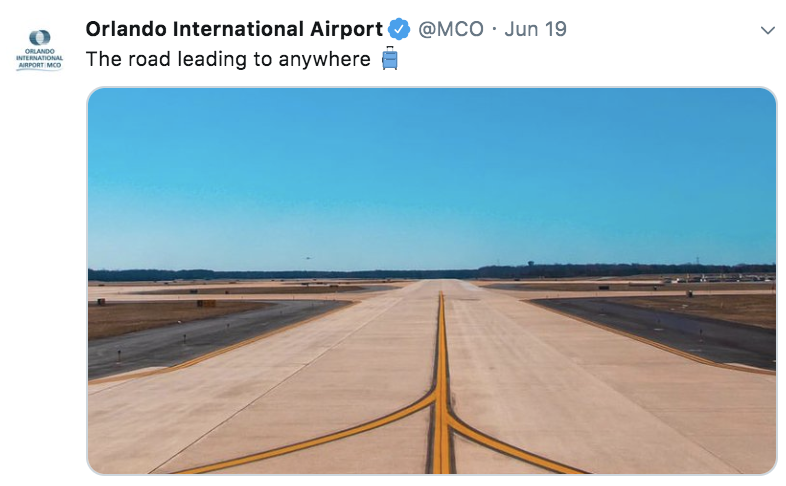 Orlando International Airport @MCO · Jun 19
The road leading to anywhere 🧳
ORLANDO
INTERNATIONAL
AIRPORT | MCO